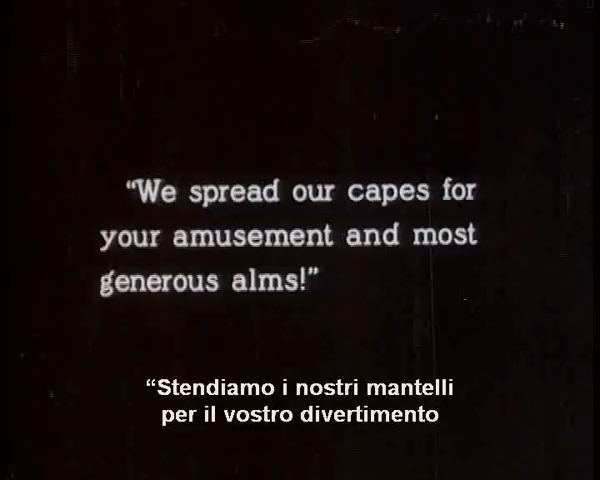 “We spread our capes for
your amusement and most
generous alms!”
“Stendiamo i nostri mantelli
per il vostro divertimento